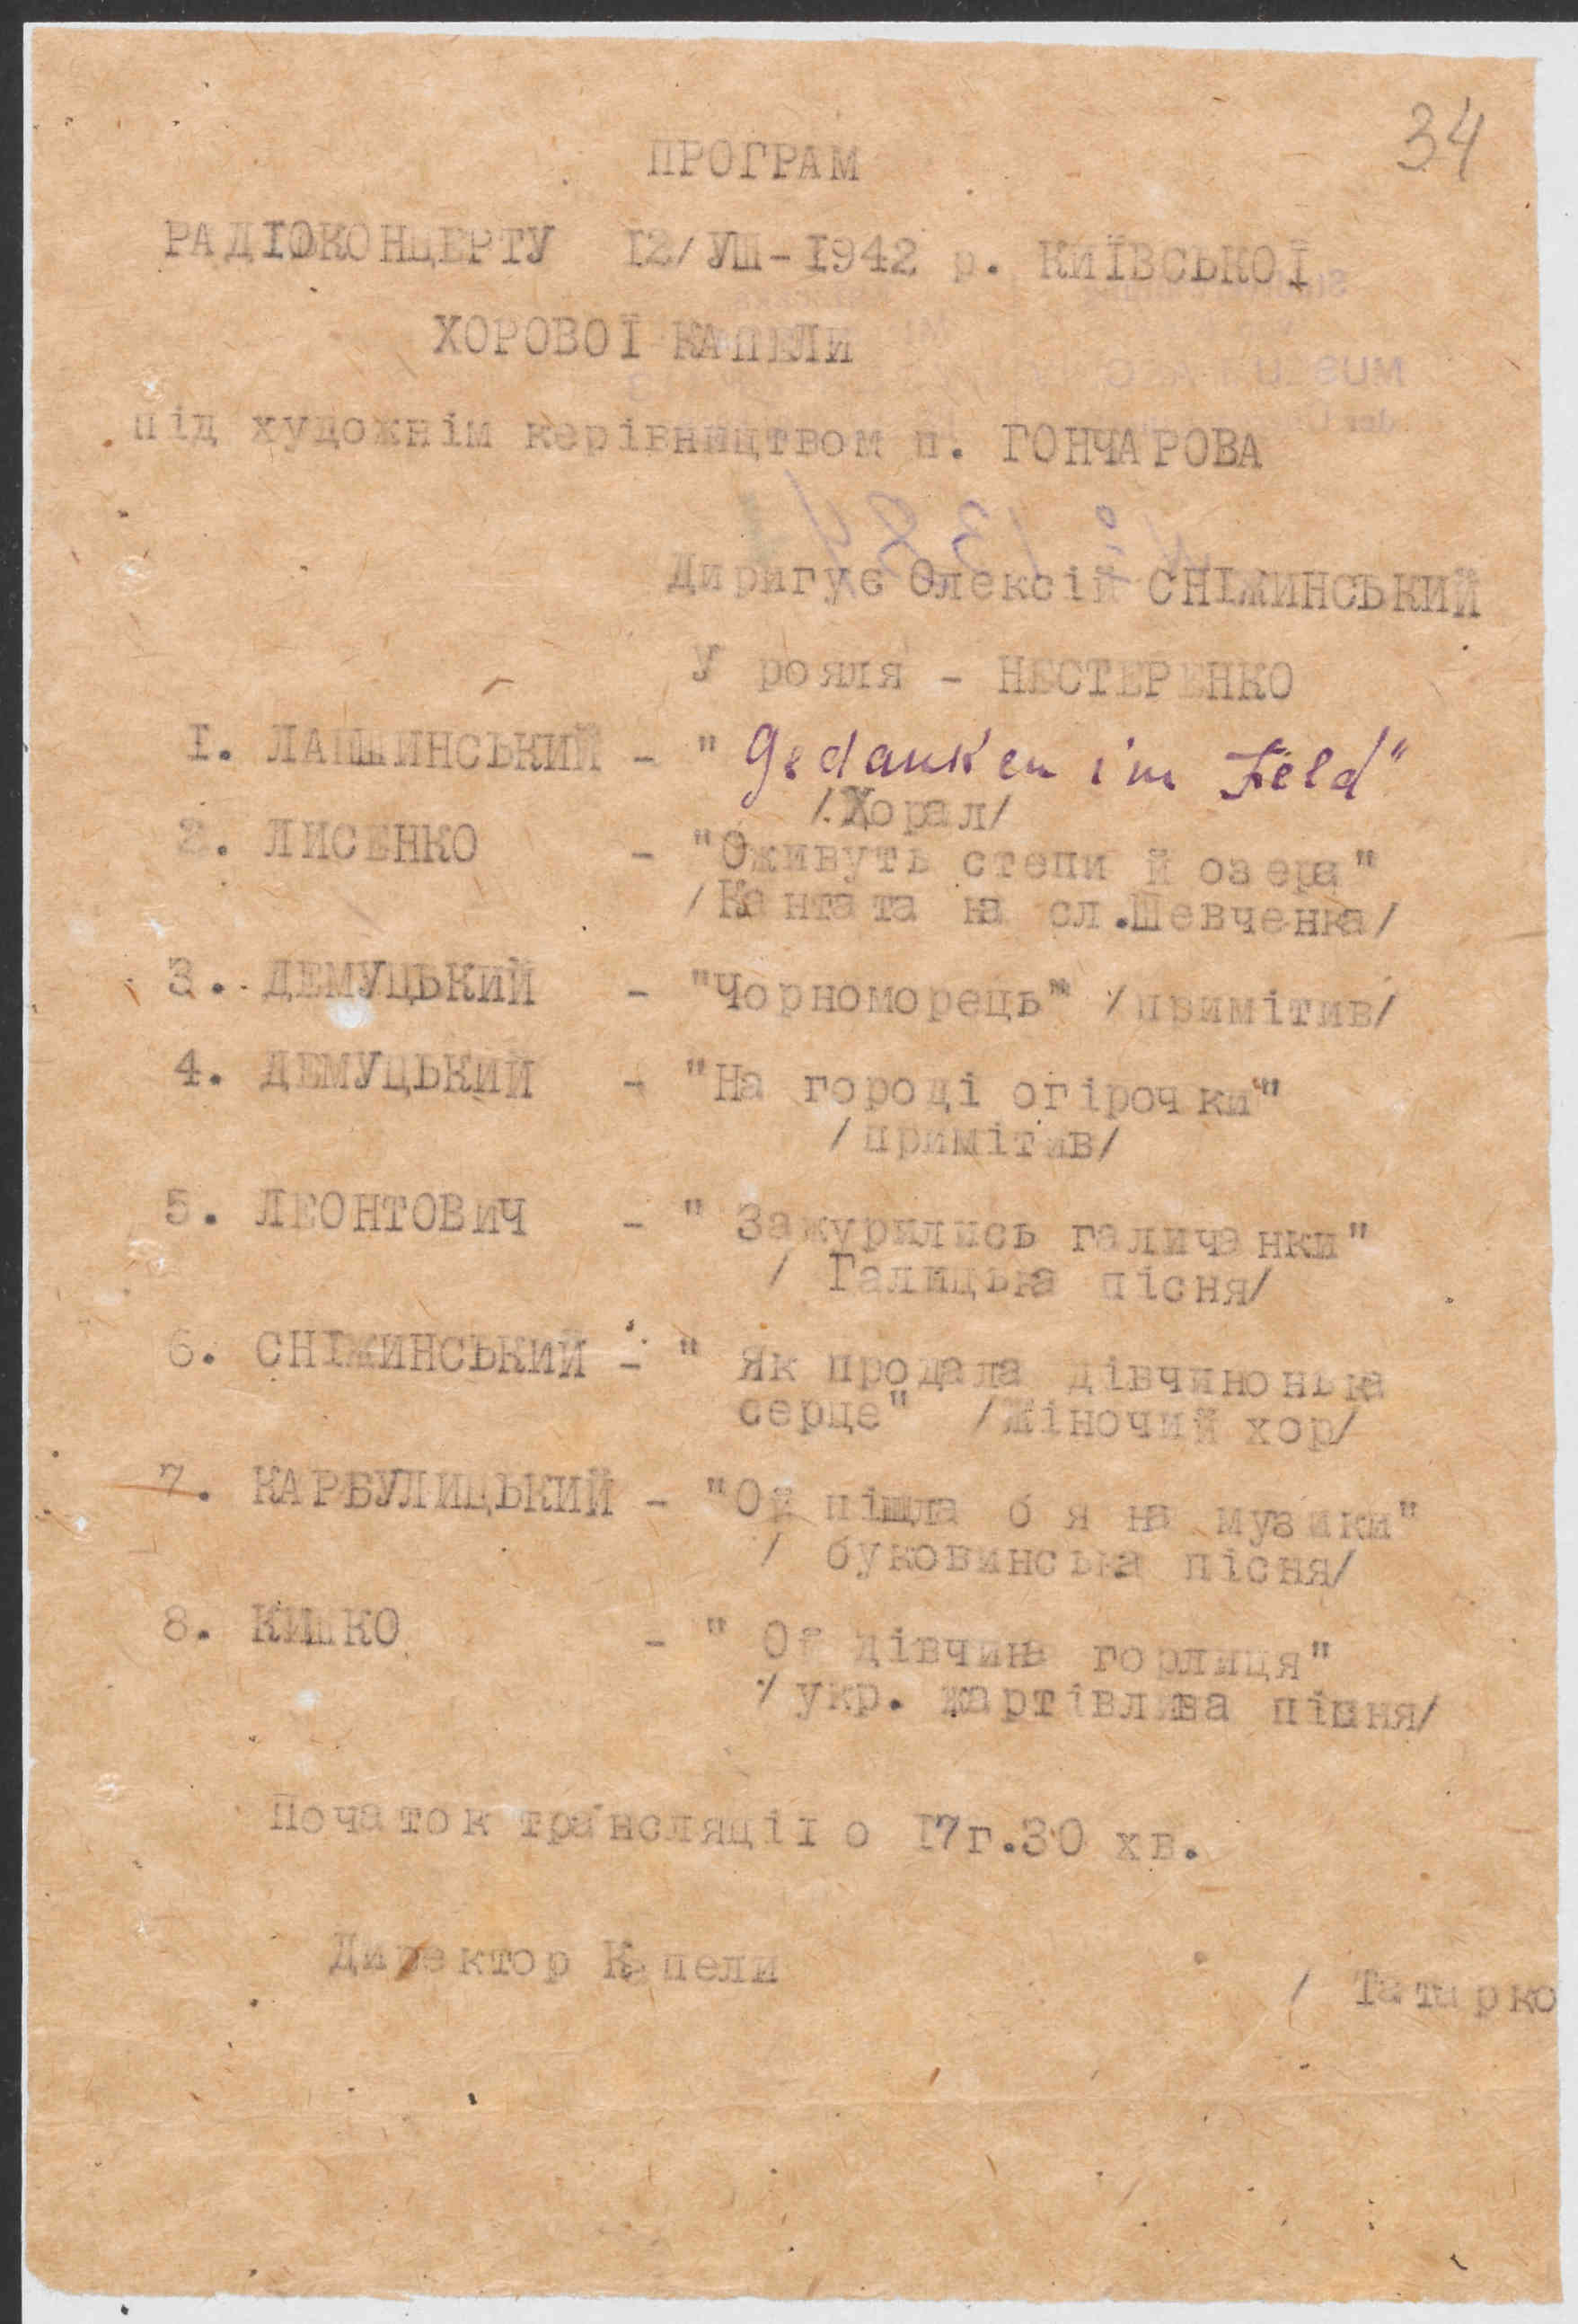 34
ПРОГРАМ
РАДІОКОНЦЕРТУ 12/УШ-1942 р. КИЇВСЬКОЇ
ХОРОВОЇ КАПЕЛИ
під художнім керівництвом п. ГОНЧАРОВА
Диригує Олексій СНІЖИНСЬКИЙ
У рояля - НЕСТЕРЕНКО
1. ЛАПШИНСЬКИЙ - " Gedanken im Feld"
/Хорал/
2. ЛИСЕНКО - "Оживуть степи й озера"
/Кантата на сл.Шевченка/
3. ДЕМУЦЬКИЙ - "Чорноморець" /примітив/
4. ДЕМУЦЬКИЙ - "На городі огірочки"
/примітив/
5. ЛЕОНТОВИЧ - " Зажурились галичанки"
/ Галицька пісня/
6. СНІЖИНСЬКИЙ - " Як продала дівчинонька
серце" /Жіночий хор/
7. КАРБУЛИЦЬКИЙ - "Ой пішла б я на музики"
/ буковинська пісня/
8. КИШКО - " Ой дівчина горлиця"
/ укр. жартівлива пісня/
Початок трансляції о 17г.30 хв.
Директор Капели / Татарко